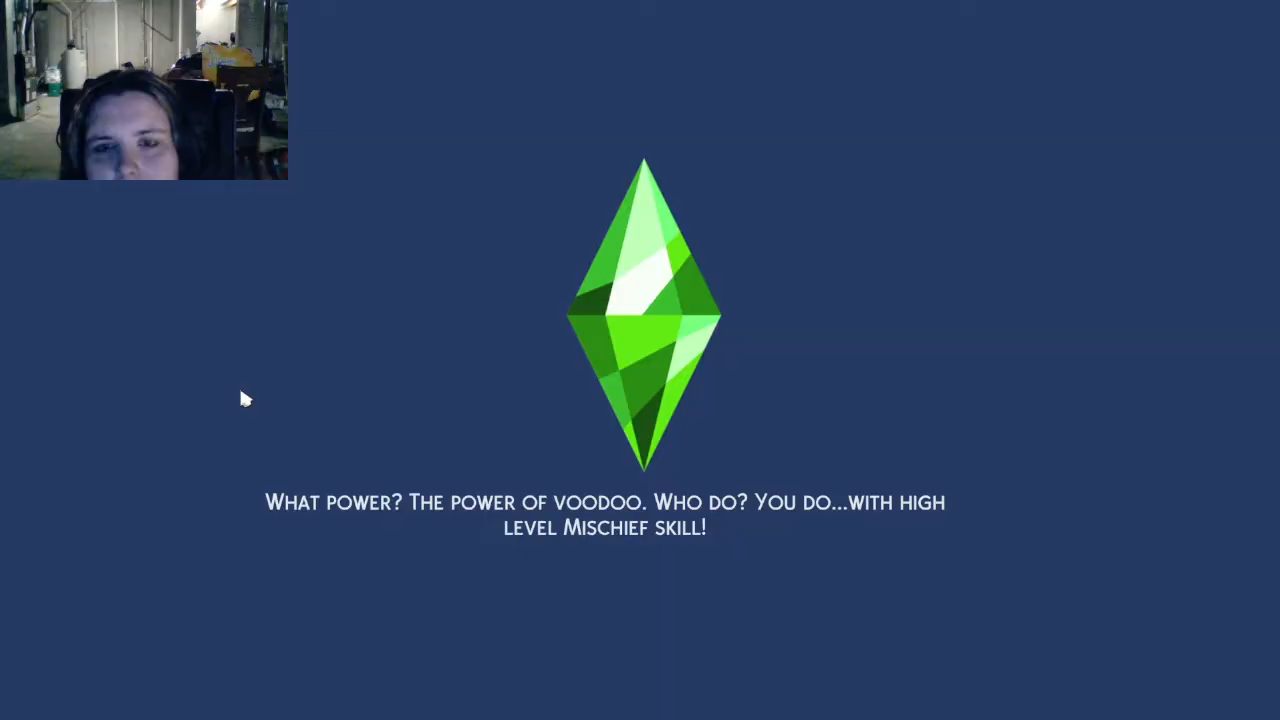 What power? The power of voodoo. Who do? You do...with high
level Mischief skill!